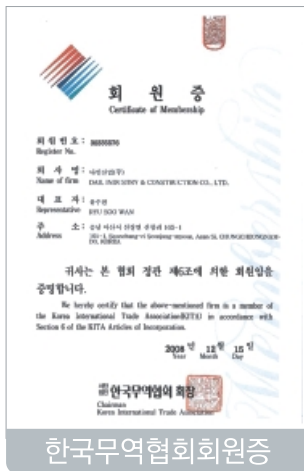 회 원 증
Certificate of Membership
회 원 번 호 :
Register No.
회 사 명 :
Name of firm DAIL INDUSTRY & CONSTRUCTION CO., LTD.
대 표 자 :
Representative RYU SOO WAN
주 소 :
Address
귀사는 본 협회 정관 제6조에 의한 회원임을
증명합니다.
We hereby certify that the above-mentioned firm is a member of
the Korea International Trade Association(KITA) in accordance with
Section 6 of the KITA Articles of Incorporation.
2008 년 12 월 15 일
Year Month Day
한국무역협회 회장
Chairman
Korea International Trade Association
한국무역협회회원증